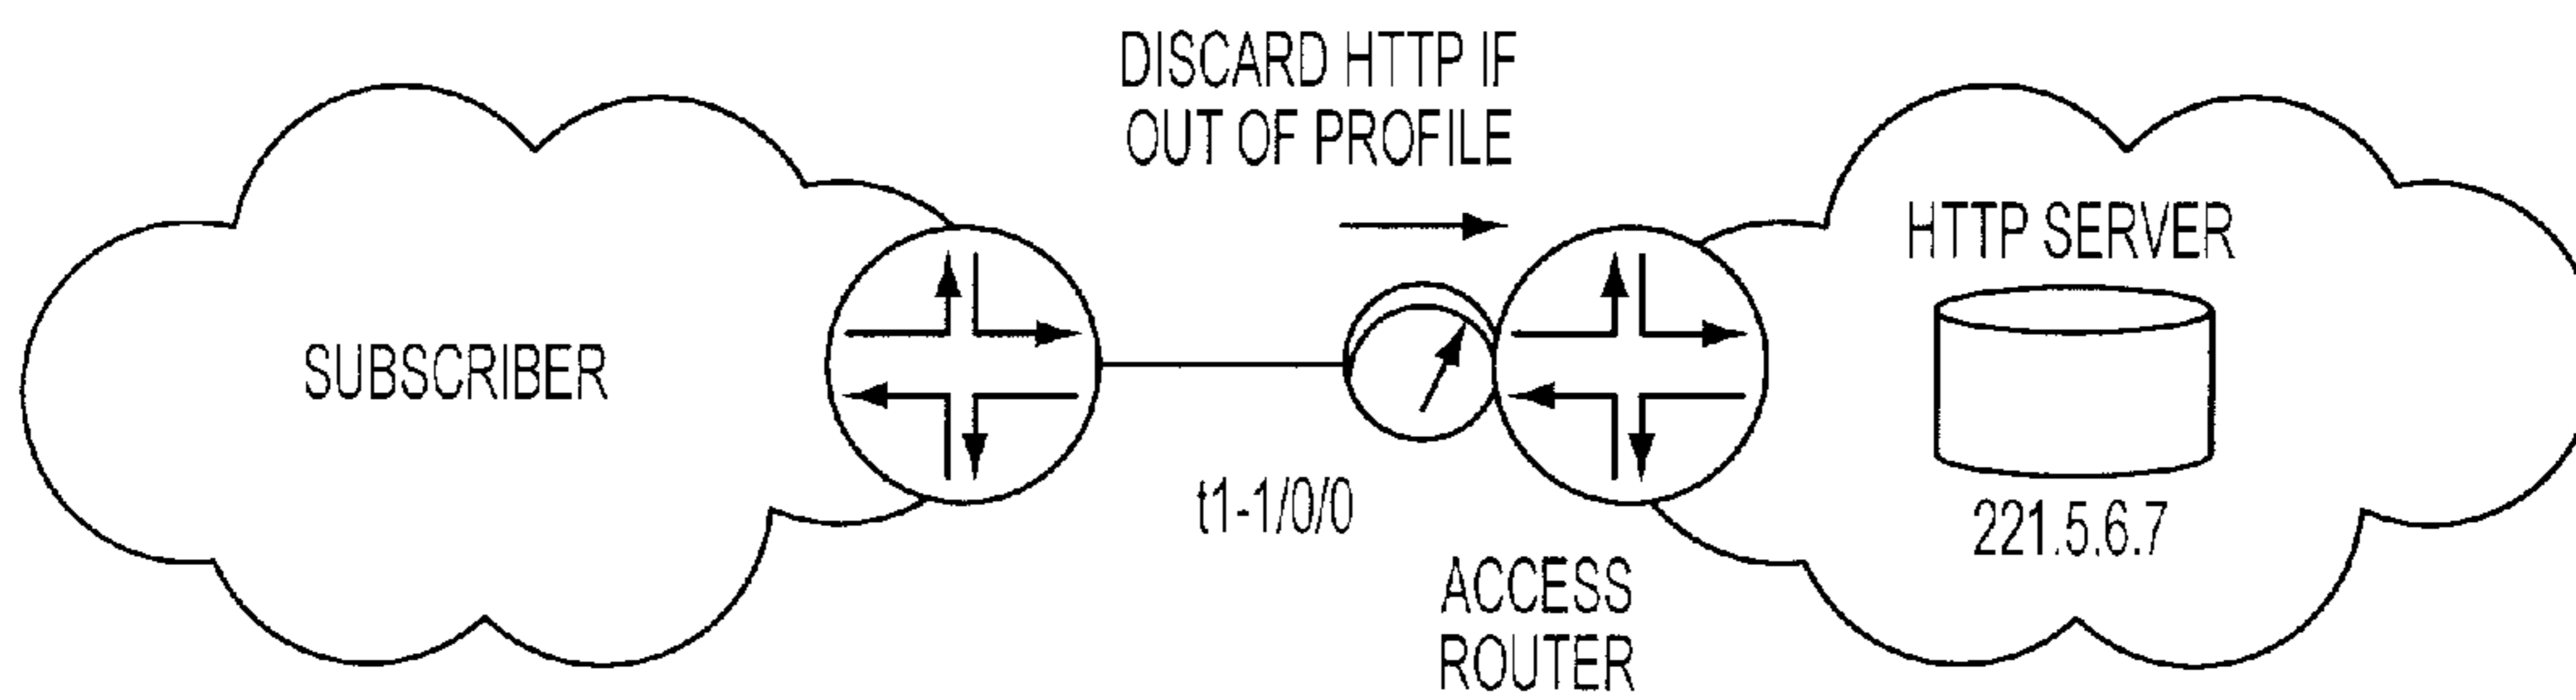 DISCARD HTTP IF
OUT OF PROFILE
HTTP SERVER
SUBSCRIBER
t1-1/0/0
221.5.6.7
ACCESS
ROUTER